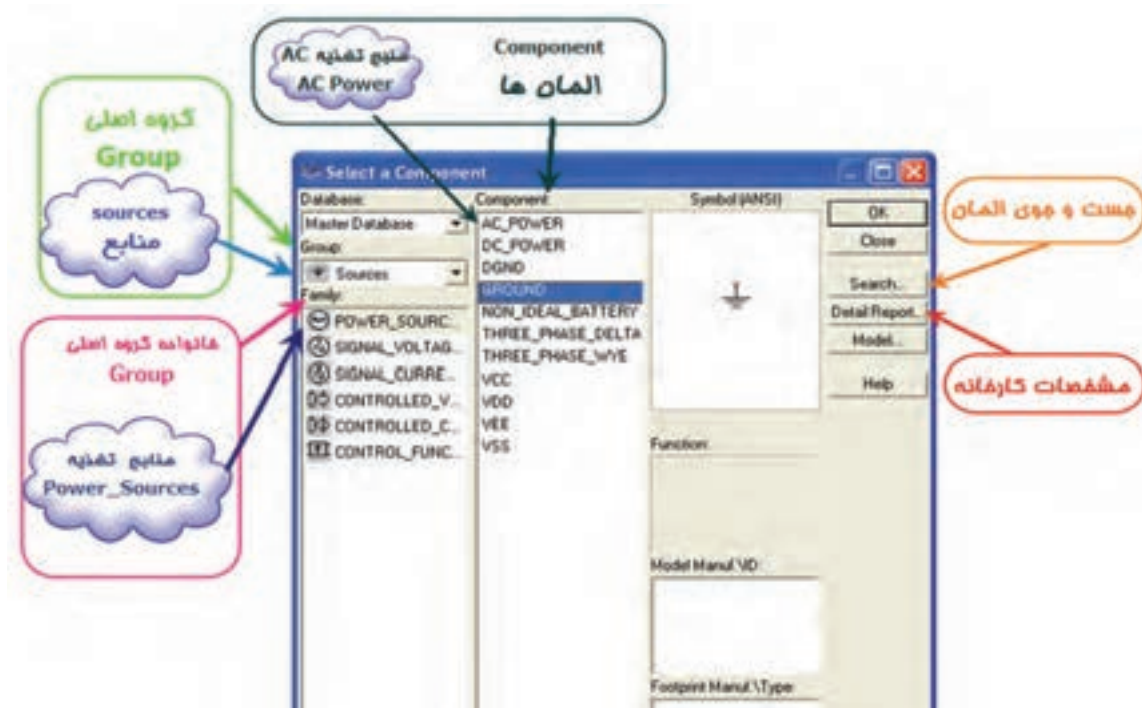 منبع تغذیه AC
AC Power
Component
المان ها
گروه اصلی
Group
sources
منابع
خانواده گروه اصلی
Group
منابع تغذیه
Power_Sources
Select a Component
Database:
Master Database
Group:
Sources
Family:
POWER_SOURC...
SIGNAL_VOLTAG...
SIGNAL_CURRE...
CONTROLLED_V...
CONTROLLED_C...
CONTROL_FUNC...
Component:
AC_POWER
DC_POWER
DGND
GROUND
NON_IDEAL_BATTERY
THREE_PHASE_DELTA
THREE_PHASE_WYE
VCC
VDD
VEE
VSS
Symbol (ANSI)
Function:
Model Manuf.\ID:
Footprint Manuf.\Type:
OK
Close
Search...
Detail Report...
Model...
Help
جست و جوی المان
مشخصات کارخانه